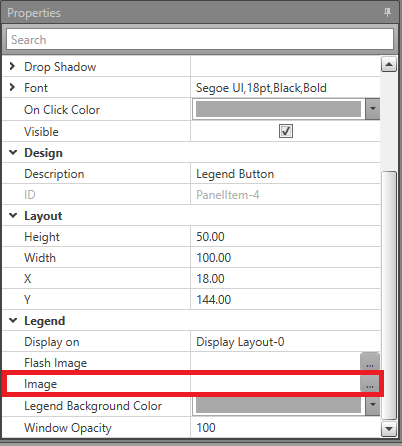 Properties
Search
Drop Shadow
Font Segoe UI,18pt,Black,Bold
On Click Color
Visible
Design
Description Legend Button
ID PanelItem-4
Layout
Height 50.00
Width 100.00
X 18.00
Y 144.00
Legend
Display on Display Layout-0
Flash Image ...
Image ...
Legend Background Color
Window Opacity 100